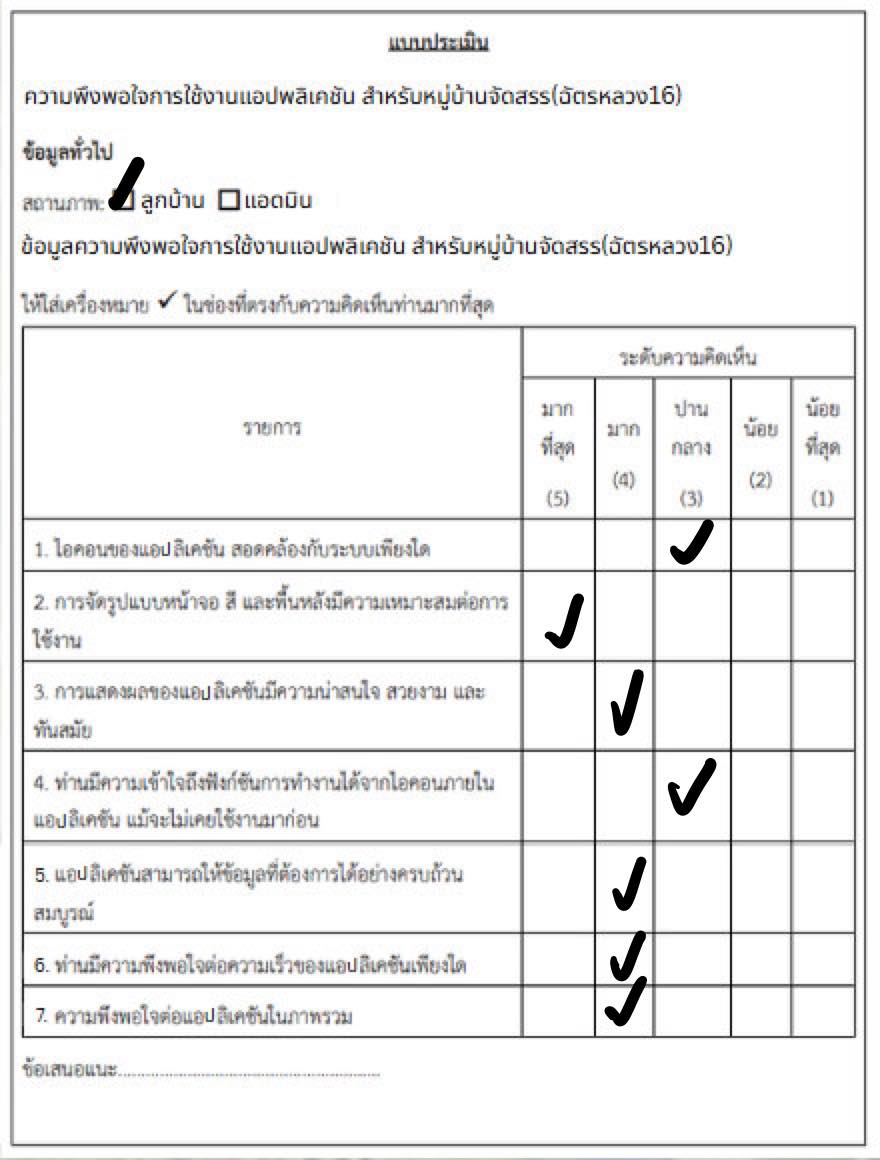 แบบประเมิน
ความพึงพอใจการใช้งานแอปพลิเคชัน สำหรับหมู่บ้านจัดสรร(ฉัตรหลวง16)
ข้อมูลทั่วไป
สถานภาพ: ☑ ลูกบ้าน ☐ แอดมิน
ข้อมูลความพึงพอใจการใช้งานแอปพลิเคชัน สำหรับหมู่บ้านจัดสรร(ฉัตรหลวง16)
ให้ใส่เครื่องหมาย ✓ ในช่องที่ตรงกับความคิดเห็นท่านมากที่สุด
รายการ
ระดับความคิดเห็น
มาก
ที่สุด
(5)
มาก
(4)
ปาน
กลาง
(3)
น้อย
(2)
น้อย
ที่สุด
(1)
1. ไอคอนของแอปลิเคชัน สอดคล้องกับระบบเพียงใด ✓
2. การจัดรูปแบบหน้าจอ สี และพื้นหลังมีความเหมาะสมต่อการ
ใช้งาน ✓
3. การแสดงผลของแอปลิเคชันมีความน่าสนใจ สวยงาม และ
ทันสมัย ✓
4. ท่านมีความเข้าใจถึงฟังก์ชันการทำงานได้จากไอคอนภายใน
แอปลิเคชัน แม้จะไม่เคยใช้งานมาก่อน ✓
5. แอปลิเคชันสามารถให้ข้อมูลที่ต้องการได้อย่างครบถ้วน
สมบูรณ์ ✓
6. ท่านมีความพึงพอใจต่อความเร็วของแอปลิเคชันเพียงใด ✓
7. ความพึงพอใจต่อแอปลิเคชันในภาพรวม ✓
ข้อเสนอแนะ............................................................